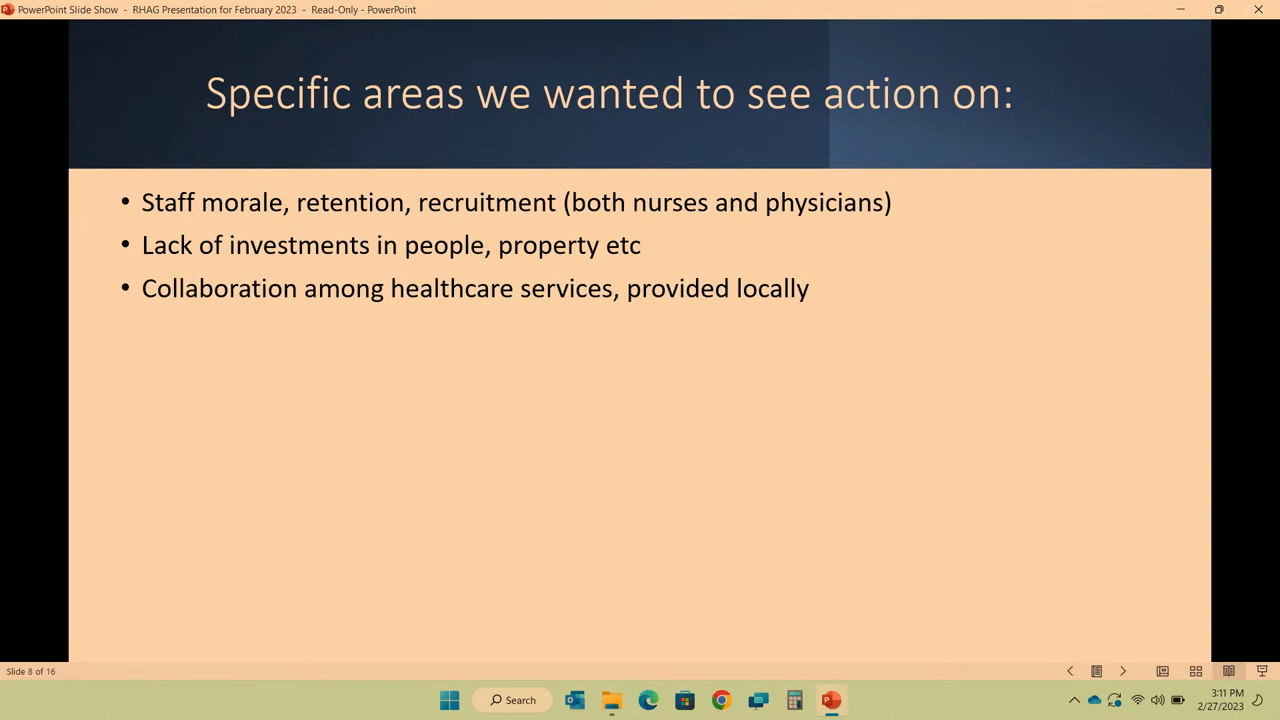 PowerPoint Slide Show - RHAG Presentation for February 2023 - Read-Only - PowerPoint
Specific areas we wanted to see action on:
• Staff morale, retention, recruitment (both nurses and physicians)
• Lack of investments in people, property etc
• Collaboration among healthcare services, provided locally
Slide 8 of 16
Search
3:11 PM
2/27/2023